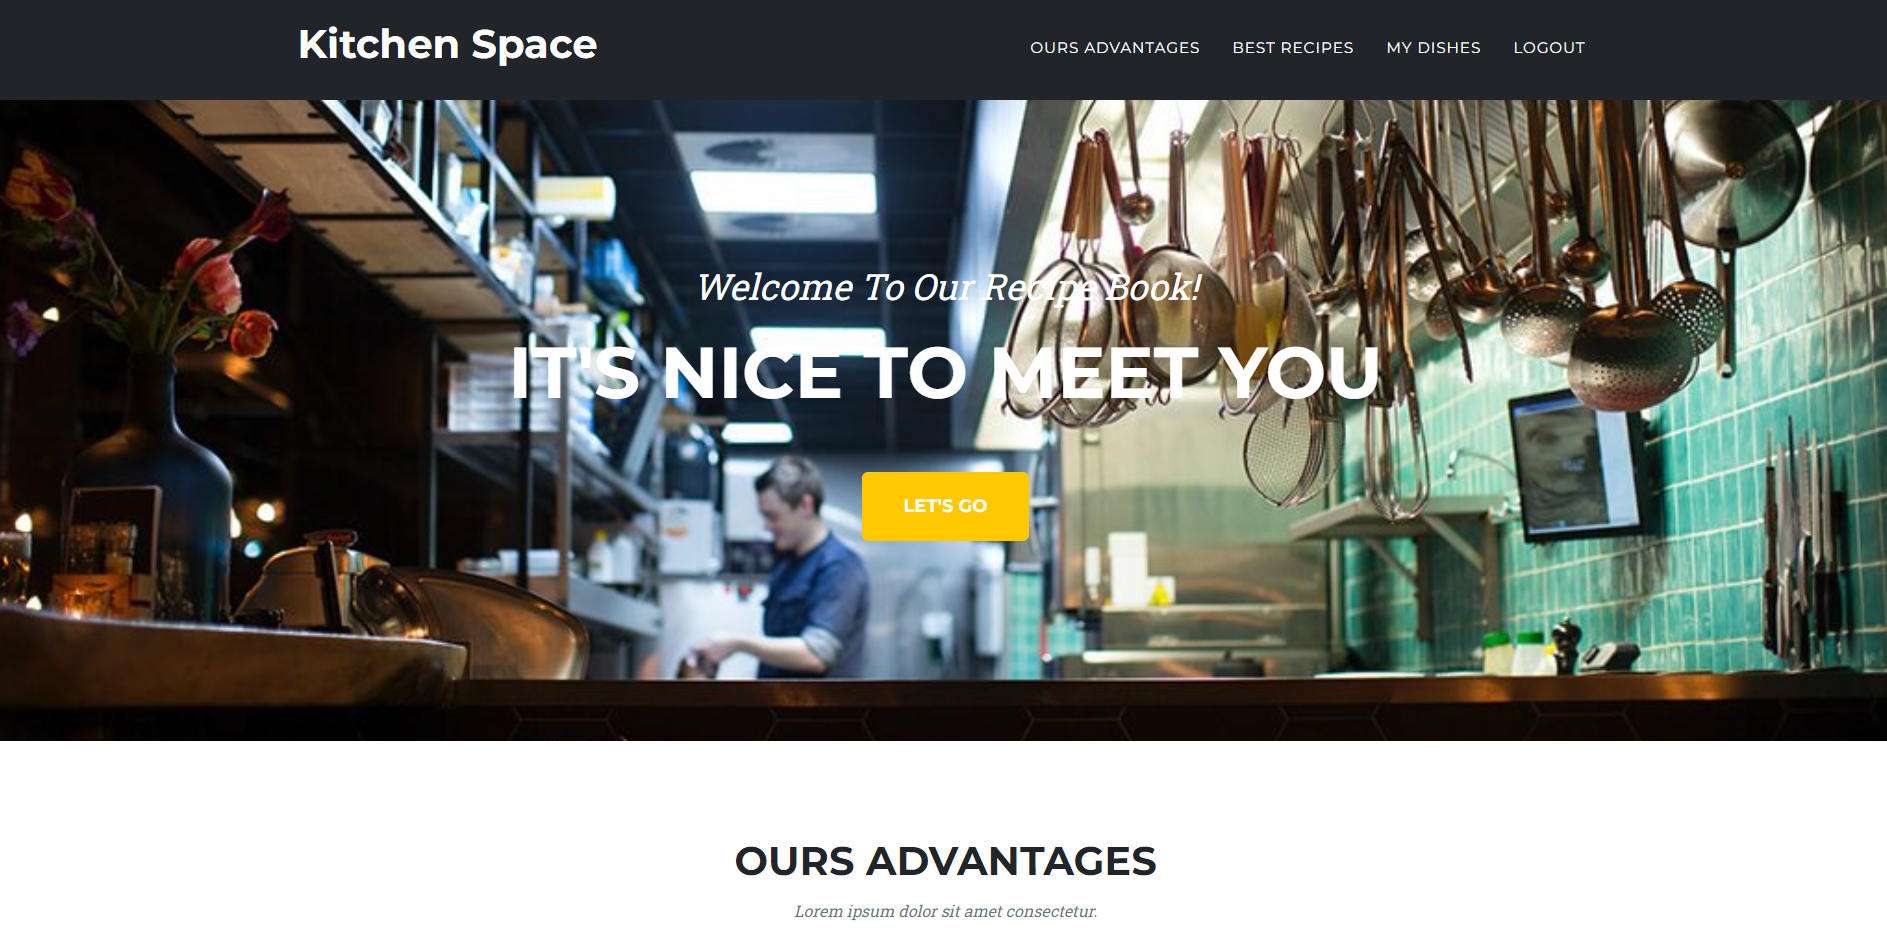 Kitchen Space
OURS ADVANTAGES
BEST RECIPES
MY DISHES
LOGOUT
Welcome To Our Recipe Book!
IT'S NICE TO MEET YOU
LET'S GO
OURS ADVANTAGES
Lorem ipsum dolor sit amet consectetur.